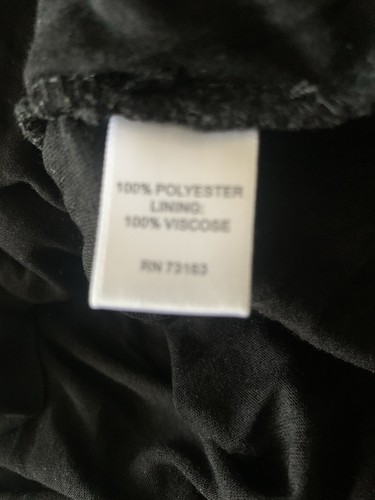 100% POLYESTER
LINING:
100% VISCOSE
RN 73163